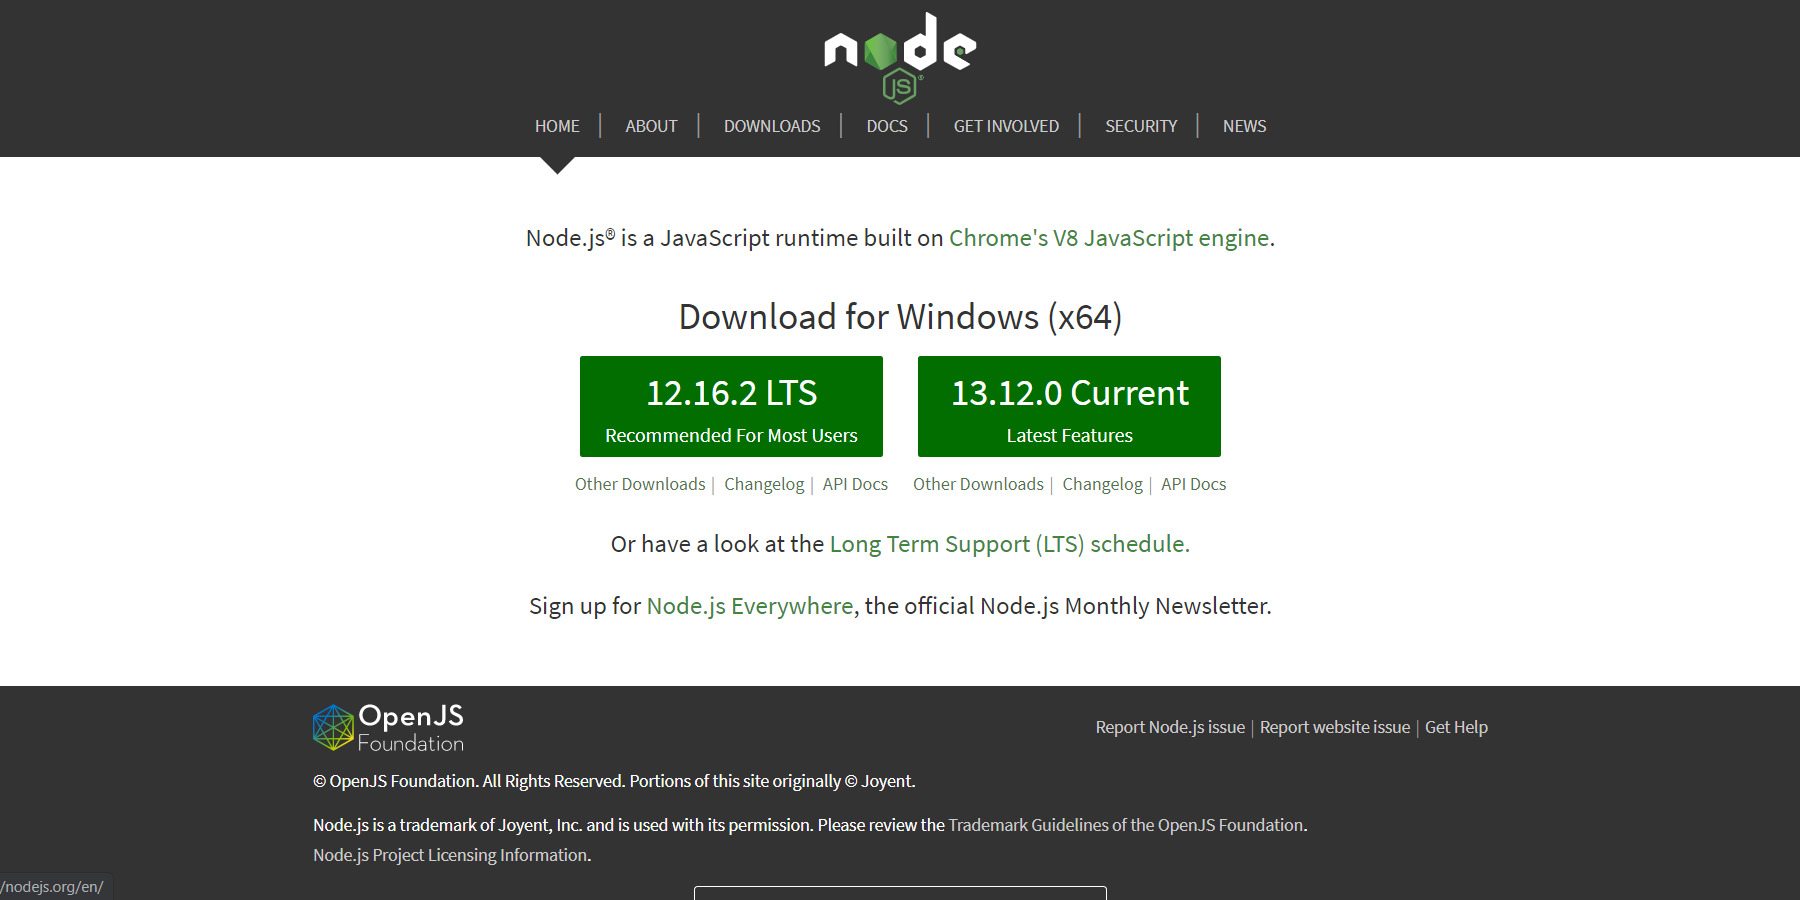 node
JS®
HOME | ABOUT | DOWNLOADS | DOCS | GET INVOLVED | SECURITY | NEWS
Node.js® is a JavaScript runtime built on Chrome's V8 JavaScript engine.
Download for Windows (x64)
12.16.2 LTS
Recommended For Most Users
13.12.0 Current
Latest Features
Other Downloads | Changelog | API Docs
Other Downloads | Changelog | API Docs
Or have a look at the Long Term Support (LTS) schedule.
Sign up for Node.js Everywhere, the official Node.js Monthly Newsletter.
OpenJS
Foundation
Report Node.js issue | Report website issue | Get Help
© OpenJS Foundation. All Rights Reserved. Portions of this site originally © Joyent.
Node.js is a trademark of Joyent, Inc. and is used with its permission. Please review the Trademark Guidelines of the OpenJS Foundation.
Node.js Project Licensing Information.
/nodejs.org/en/